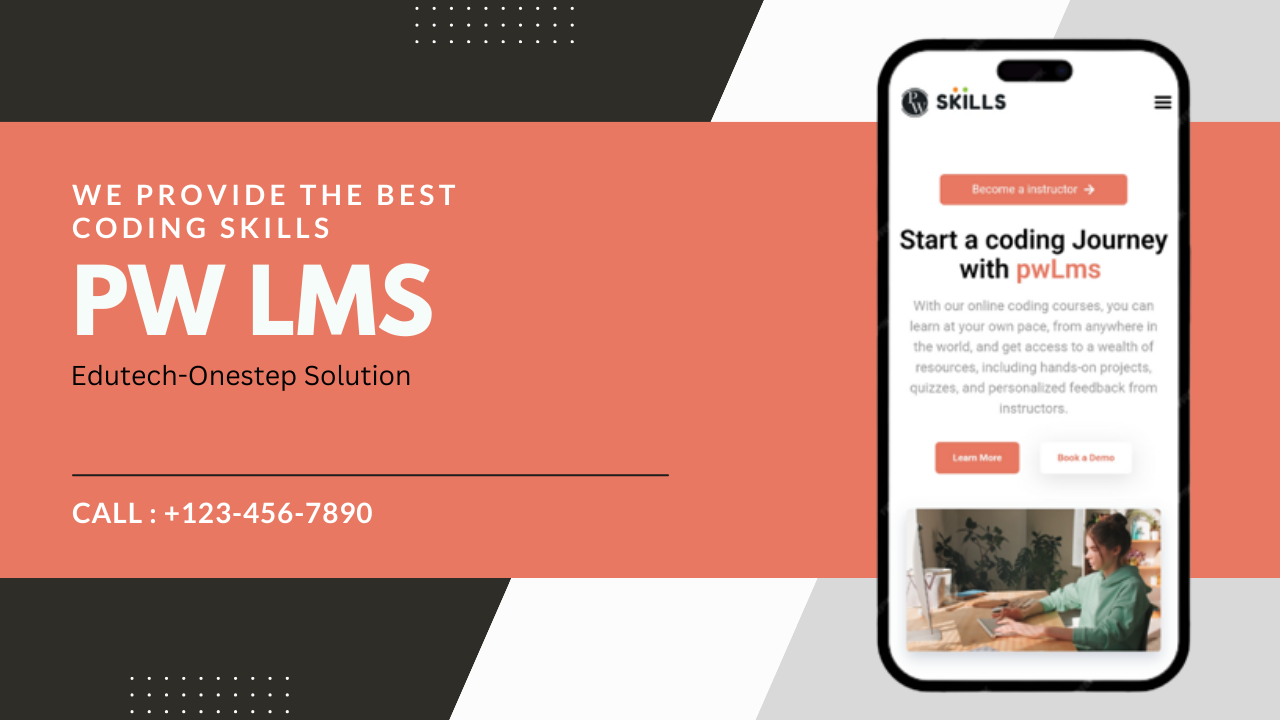 WE PROVIDE THE BEST
CODING SKILLS
PW LMS
Edutech-Onestep Solution
CALL : +123-456-7890
PW SKILLS
Become a instructor
Start a coding Journey
with pwLms
With our online coding courses, you can
learn at your own pace, from anywhere in
the world, and get access to a wealth of
resources, including hands-on projects,
quizzes, and personalized feedback from
instructors.
Learn More
Book a Demo